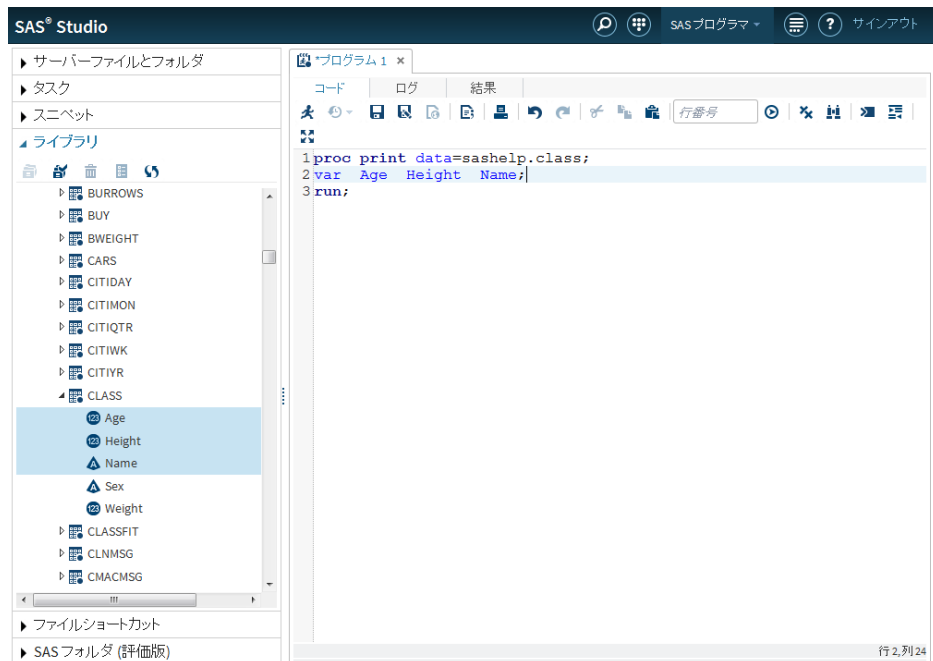 SAS® Studio
SASプログラマ
サインアウト
サーバーファイルとフォルダ
タスク
スニペット
ライブラリ
BURROWS
BUY
BWEIGHT
CARS
CITIDAY
CITIMON
CITIQTR
CITIWK
CITIYR
CLASS
Age
Height
Name
Sex
Weight
CLASSFIT
CLNMSG
CMACMSG
ファイルショートカット
SASフォルダ (評価版)
*プログラム 1
コード ログ 結果
行番号
1 proc print data=sashelp.class;
2 var Age Height Name;
3 run;
行 2,列 24